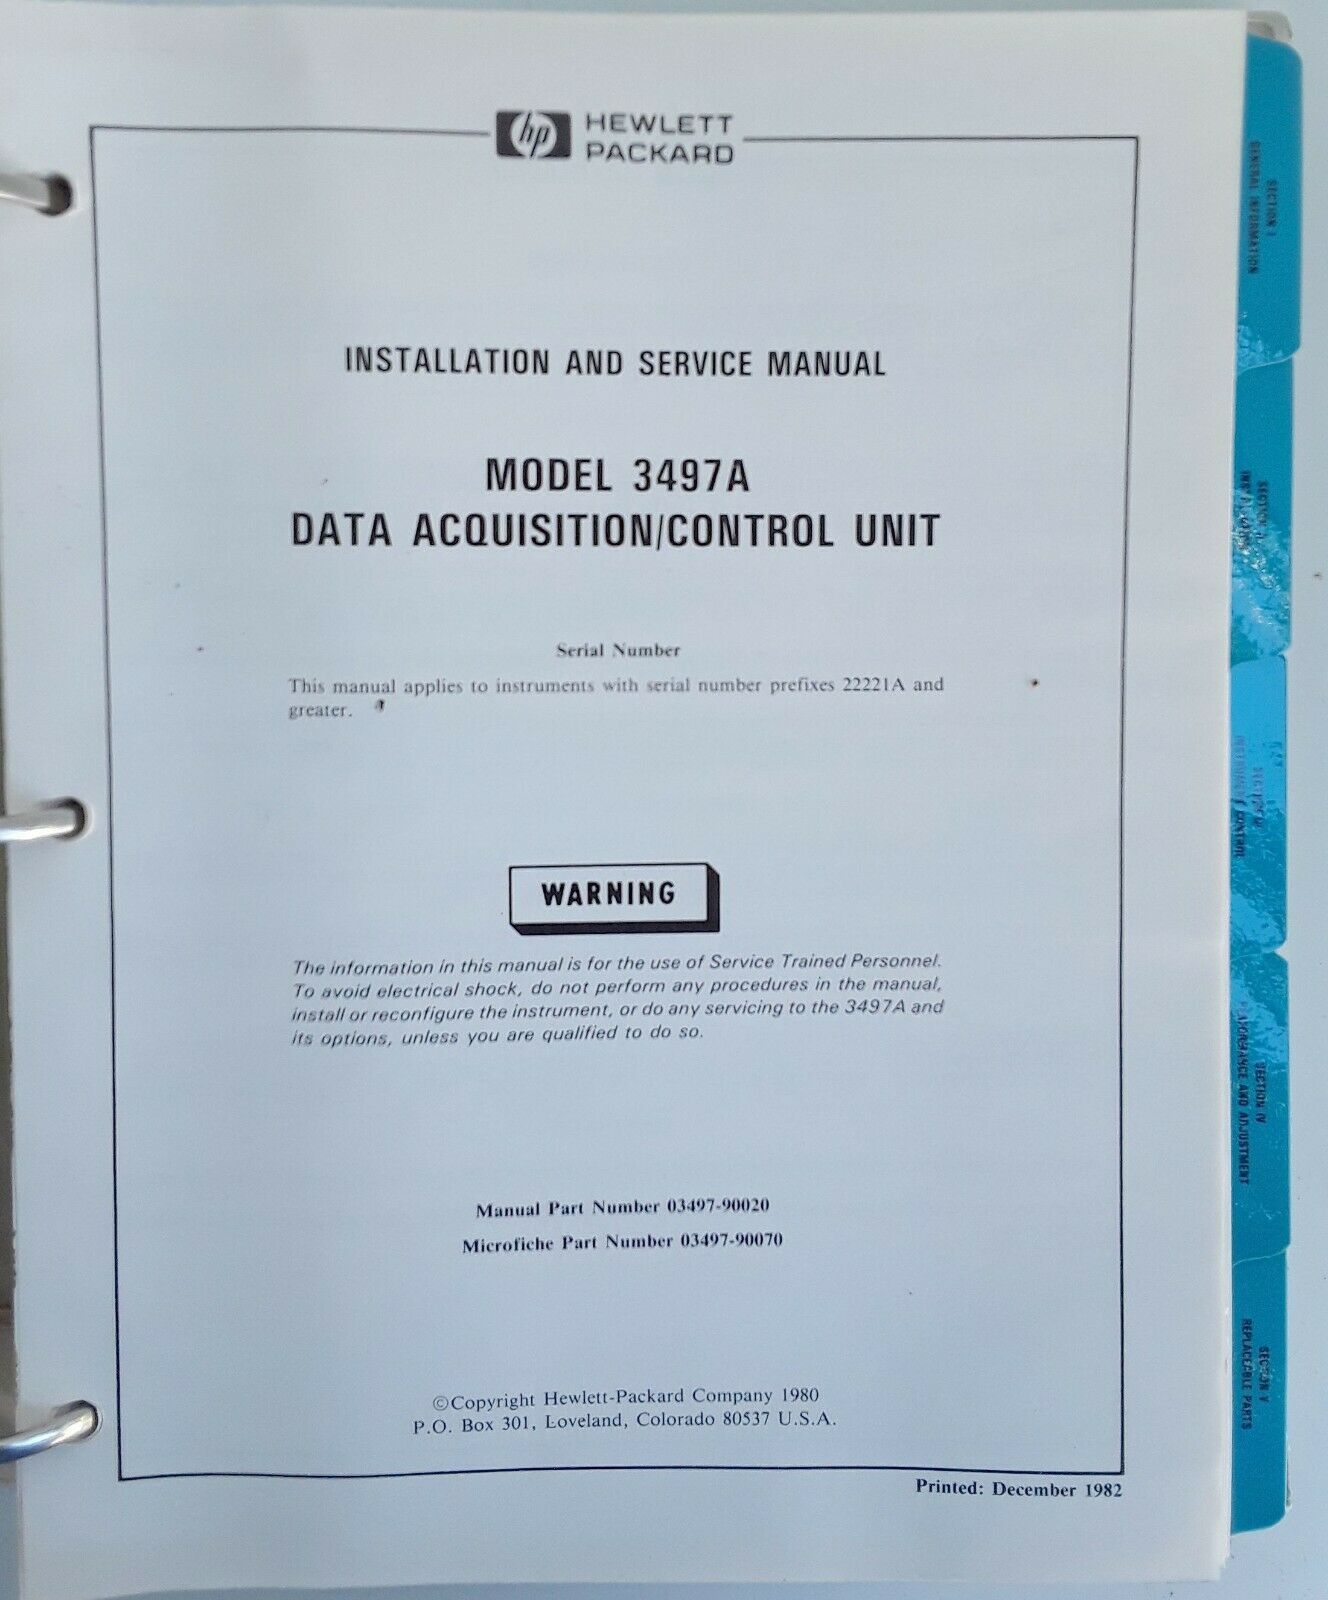 hp HEWLETT
PACKARD
INSTALLATION AND SERVICE MANUAL
MODEL 3497A
DATA ACQUISITION/CONTROL UNIT
Serial Number
This manual applies to instruments with serial number prefixes 22221A and
greater.
WARNING
The information in this manual is for the use of Service Trained Personnel.
To avoid electrical shock, do not perform any procedures in the manual,
install or reconfigure the instrument, or do any servicing to the 3497A and
its options, unless you are qualified to do so.
Manual Part Number 03497-90020
Microfiche Part Number 03497-90070
©Copyright Hewlett-Packard Company 1980
P.O. Box 301, Loveland, Colorado 80537 U.S.A.
Printed: December 1982
SECTION I
GENERAL INFORMATION
SECTION
SECTION
INSTRUMENT CONTROL
SECTION IV
AND ADJUSTMENT
SECTION V
REPLACEABLE PARTS